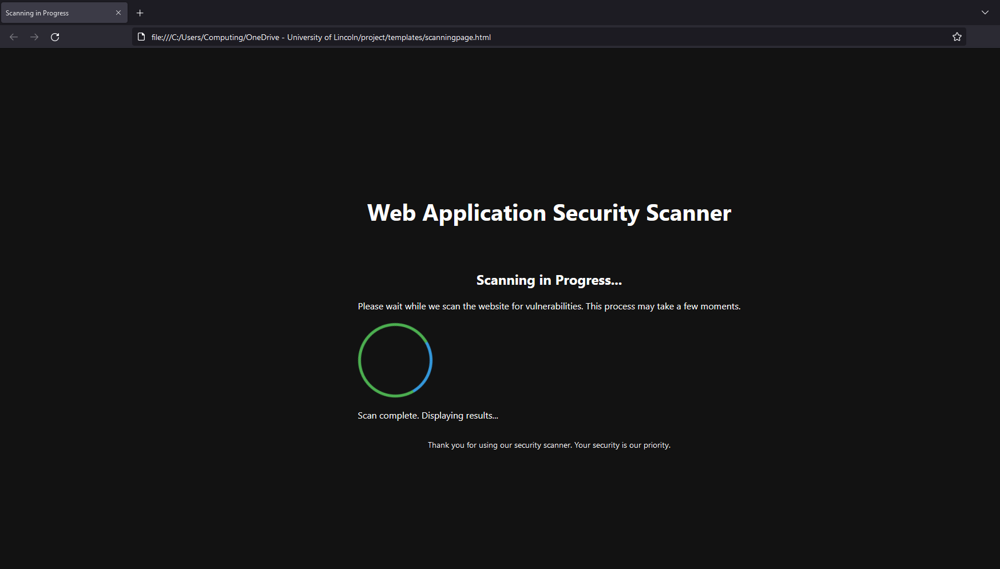 Scanning in Progress
file:///C:/Users/Computing/OneDrive - University of Lincoln/project/templates/scanningpage.html
Web Application Security Scanner
Scanning in Progress...
Please wait while we scan the website for vulnerabilities. This process may take a few moments.
Scan complete. Displaying results...
Thank you for using our security scanner. Your security is our priority.